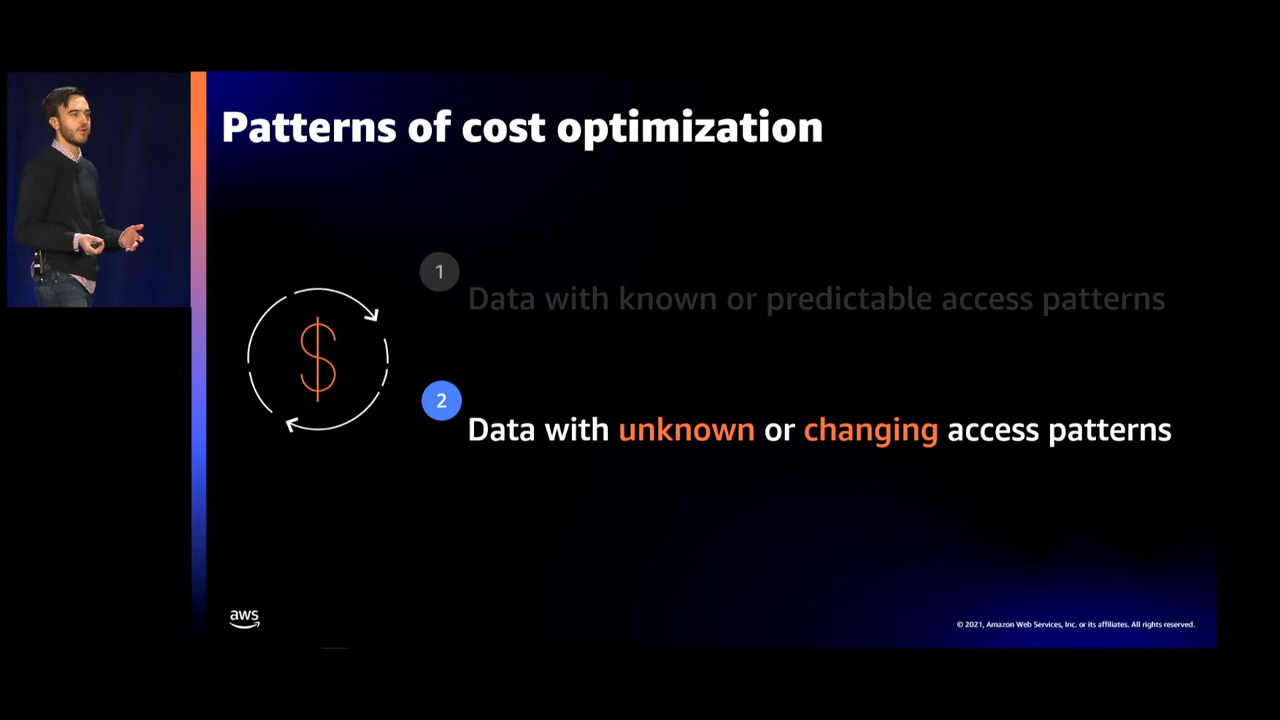 Patterns of cost optimization
1
Data with known or predictable access patterns
$
2
Data with unknown or changing access patterns
aws
© 2021, Amazon Web Services, Inc. or its affiliates. All rights reserved.